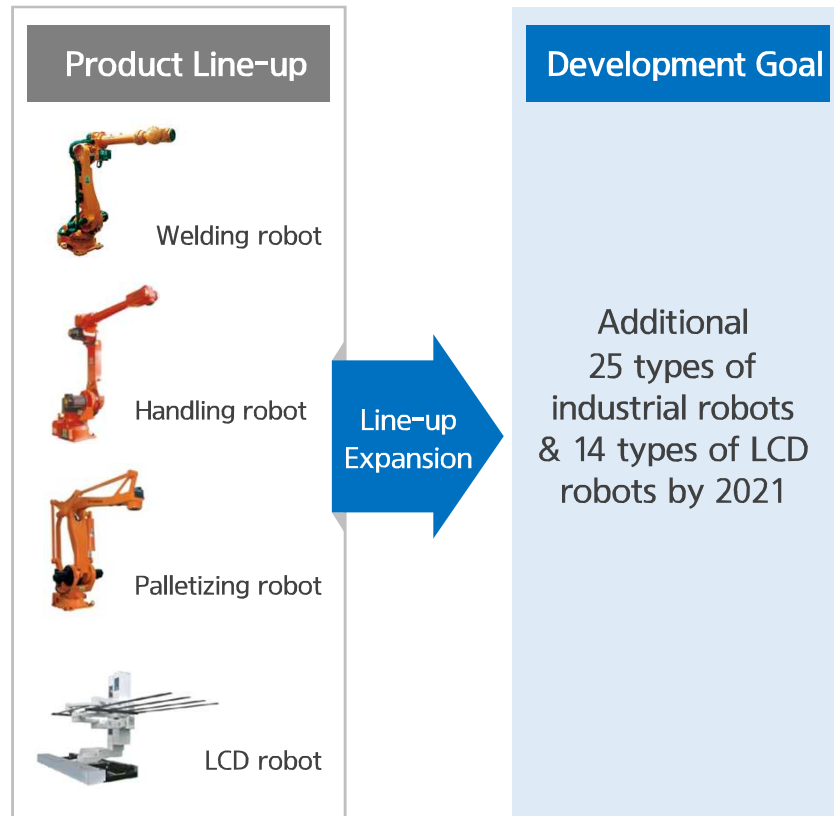 Product Line-up
Welding robot
Handling robot
Palletizing robot
LCD robot
Line-up
Expansion
Development Goal
Additional
25 types of
industrial robots
& 14 types of LCD
robots by 2021